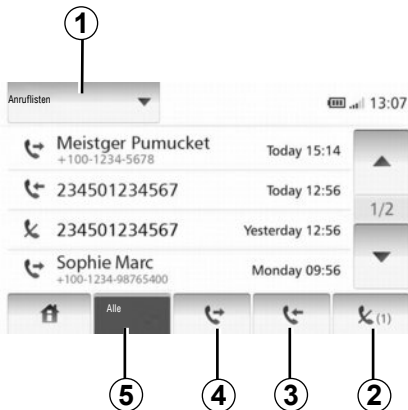 1
Anruflisten 13:07
Meistger Pumucket Today 15:14
+100-1234-5678
234501234567 Today 12:56
1/2
234501234567 Yesterday 12:56
Sophie Marc Monday 09:56
+100-1234-98765400
Alle (1)
5 4 3 2